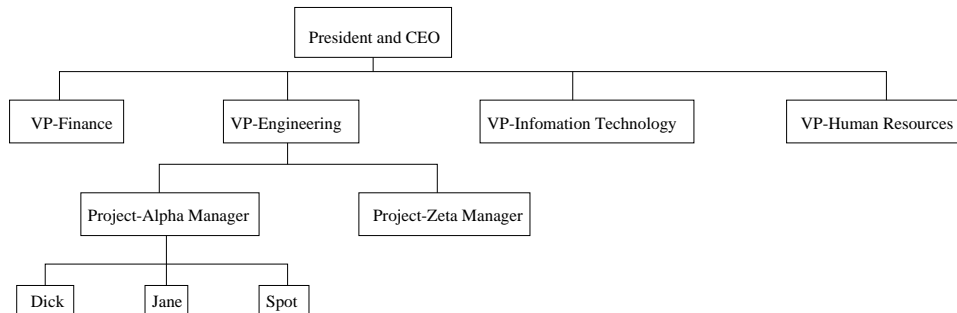 President and CEO
VP-Finance
VP-Engineering
VP-Infomation Technology
VP-Human Resources
Project-Alpha Manager
Project-Zeta Manager
Dick
Jane
Spot